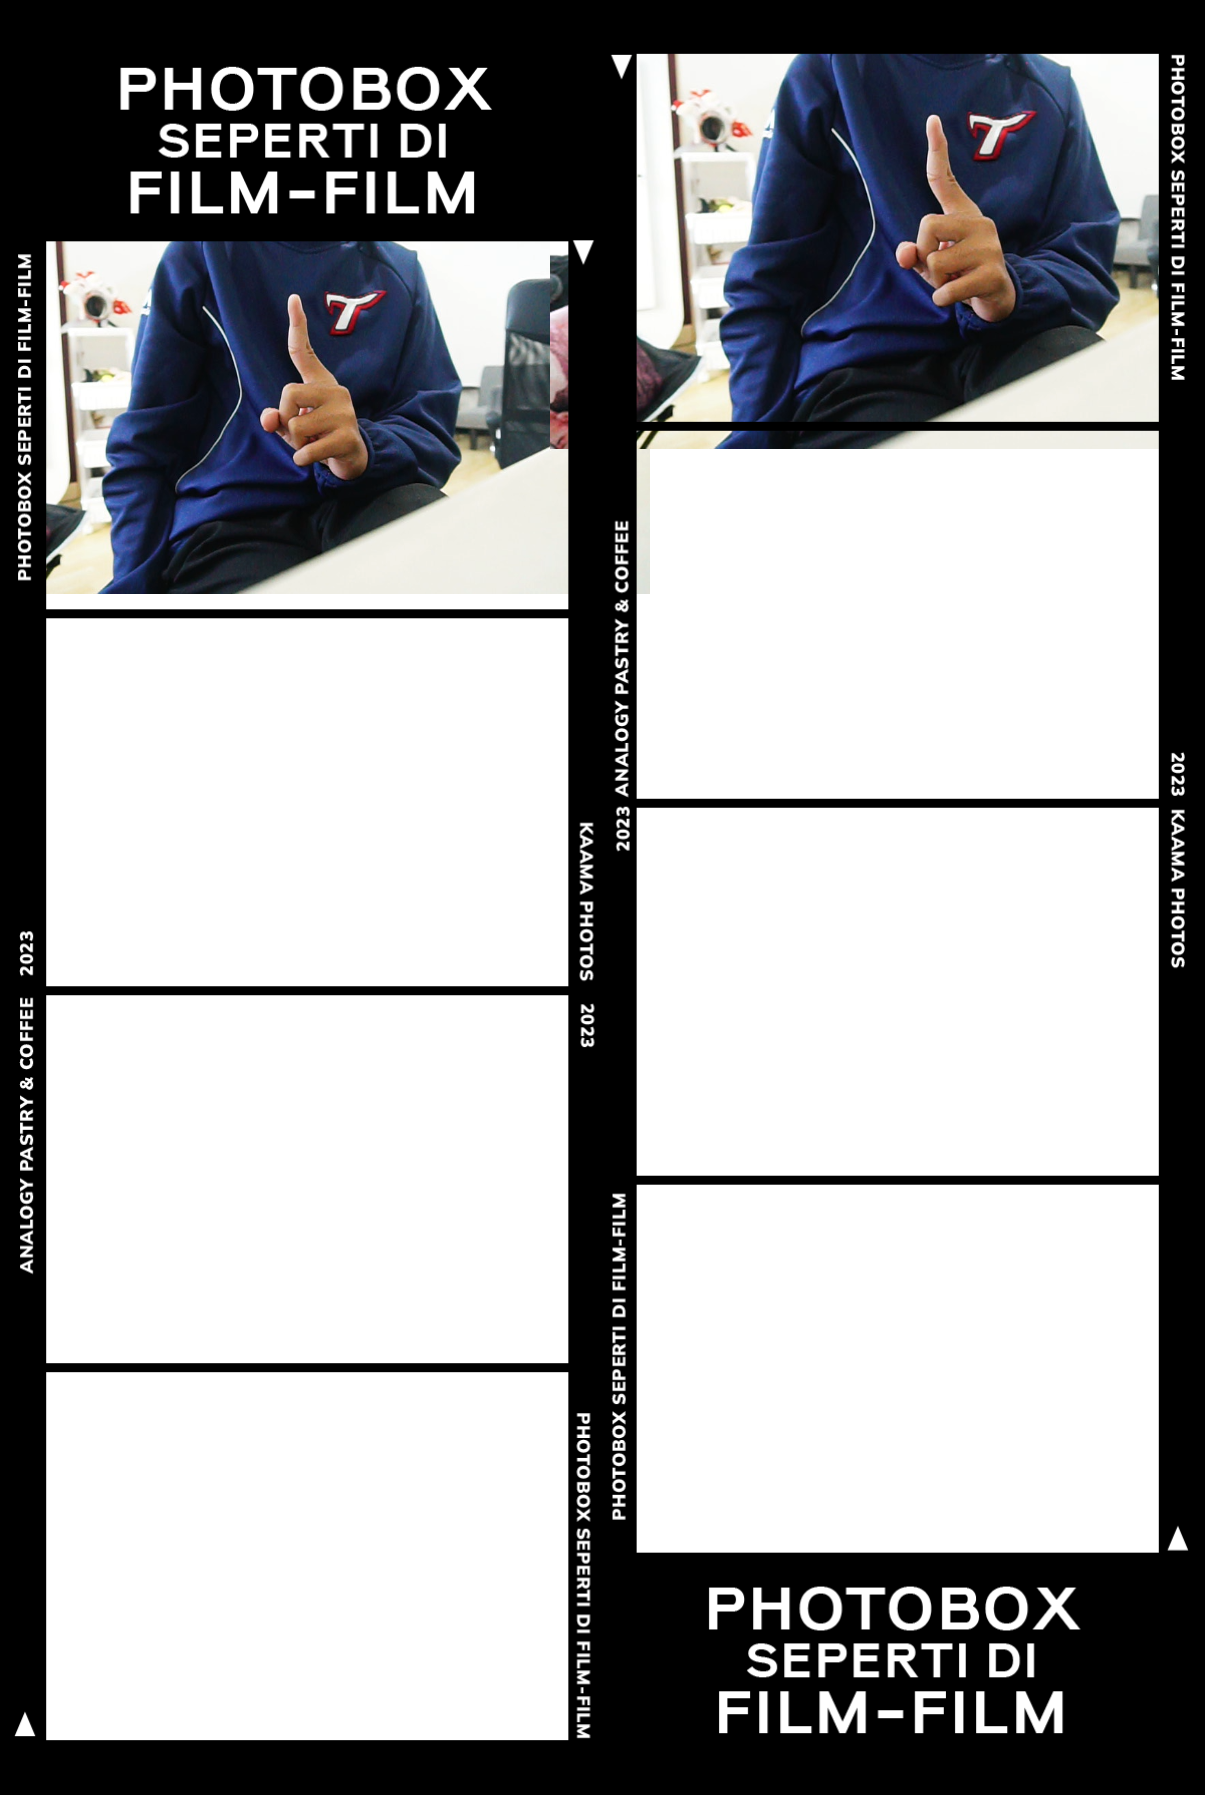 PHOTOBOX
SEPERTI DI
FILM-FILM
PHOTOBOX SEPERTI DI FILM-FILM
2023
ANALOGY PASTRY & COFFEE
T
KAAMA PHOTOS
2023
PHOTOBOX SEPERTI DI FILM-FILM
ANALOGY PASTRY & COFFEE
2023
PHOTOBOX SEPERTI DI FILM-FILM
T
PHOTOBOX SEPERTI DI FILM-FILM
2023
KAAMA PHOTOS
PHOTOBOX
SEPERTI DI
FILM-FILM